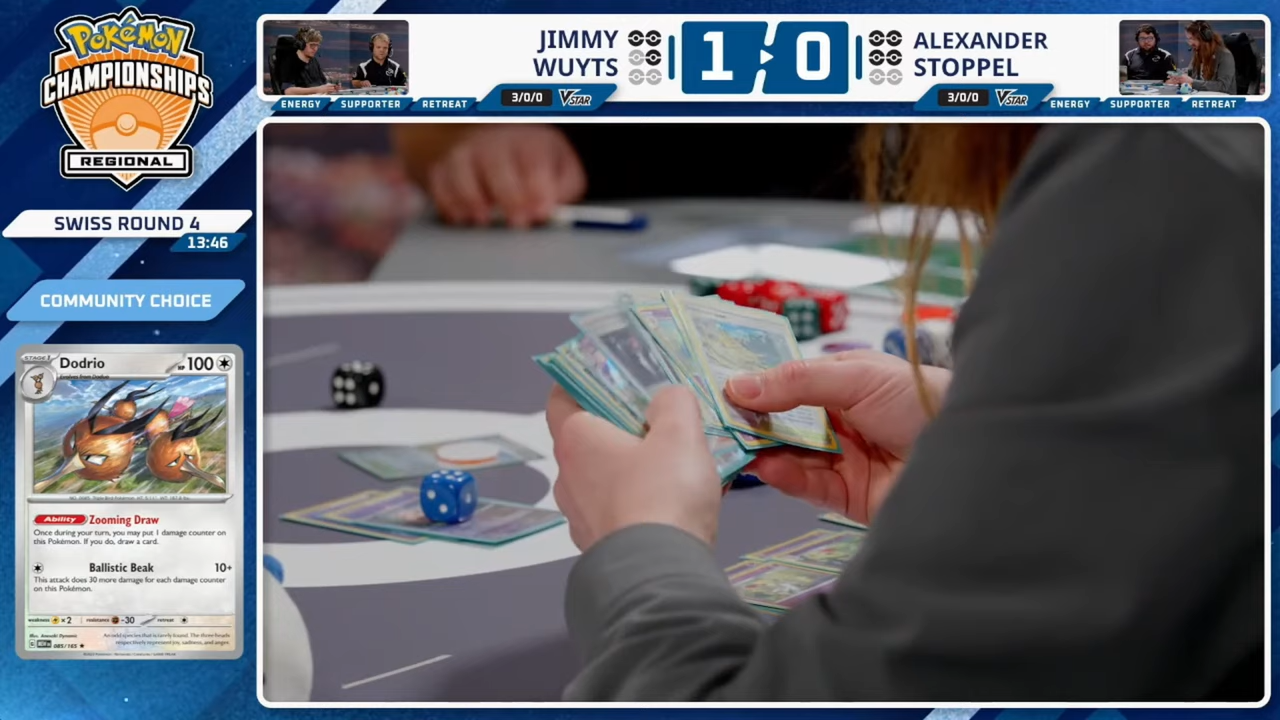 Pokémon
CHAMPIONSHIPS
REGIONAL
SWISS ROUND 4
13:46
COMMUNITY CHOICE
STAGE 1
Dodrio
HP 100
Ability Zooming Draw
Once during your turn, you may put 1 damage counter on
this Pokémon. If you do, draw a card.
Ballistic Beak 10+
This attack does 30 more damage for each damage counter
on this Pokémon.
weakness ×2 resistance -30 retreat
085/165
JIMMY
WUYTS
1 0
ALEXANDER
STOPPEL
ENERGY SUPPORTER RETREAT
3/0/0 VSTAR
3/0/0 VSTAR
ENERGY SUPPORTER RETREAT